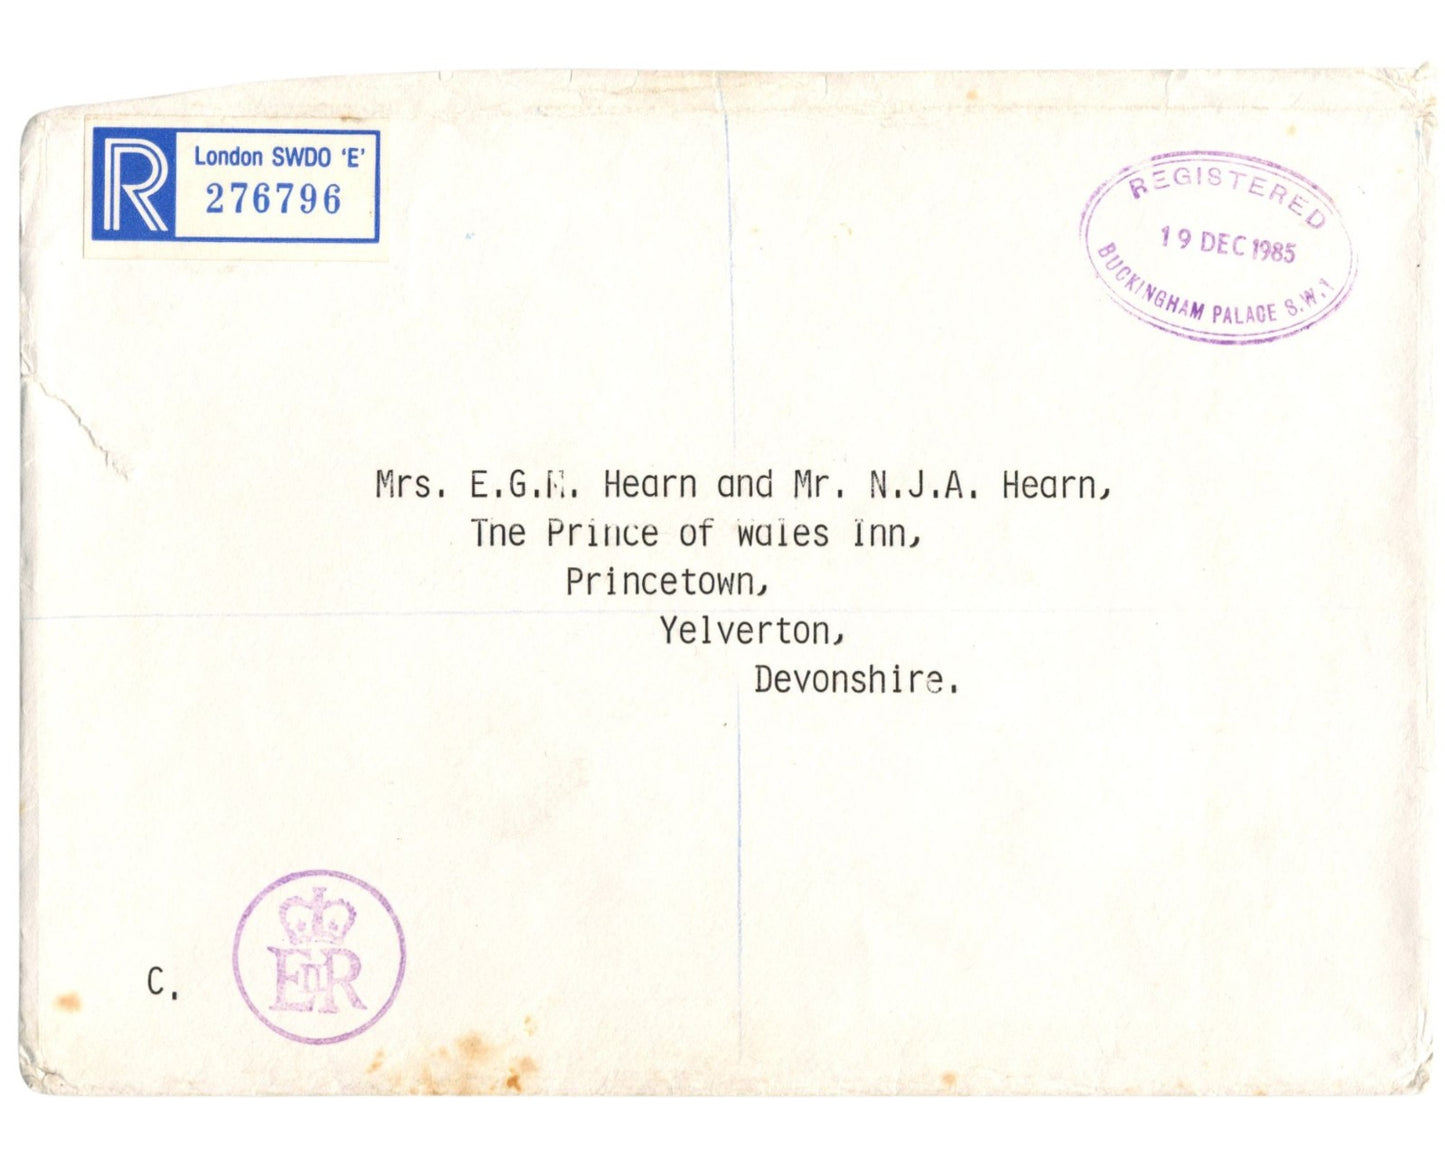 R
London SWDO ‘E’
276796
REGISTERED
19 DEC 1985
BUCKINGHAM PALACE S.W.1
Mrs. E.G.M. Hearn and Mr. N.J.A. Hearn,
The Prince of Wales Inn,
Princetown,
Yelverton,
Devonshire.
C.
EIIR